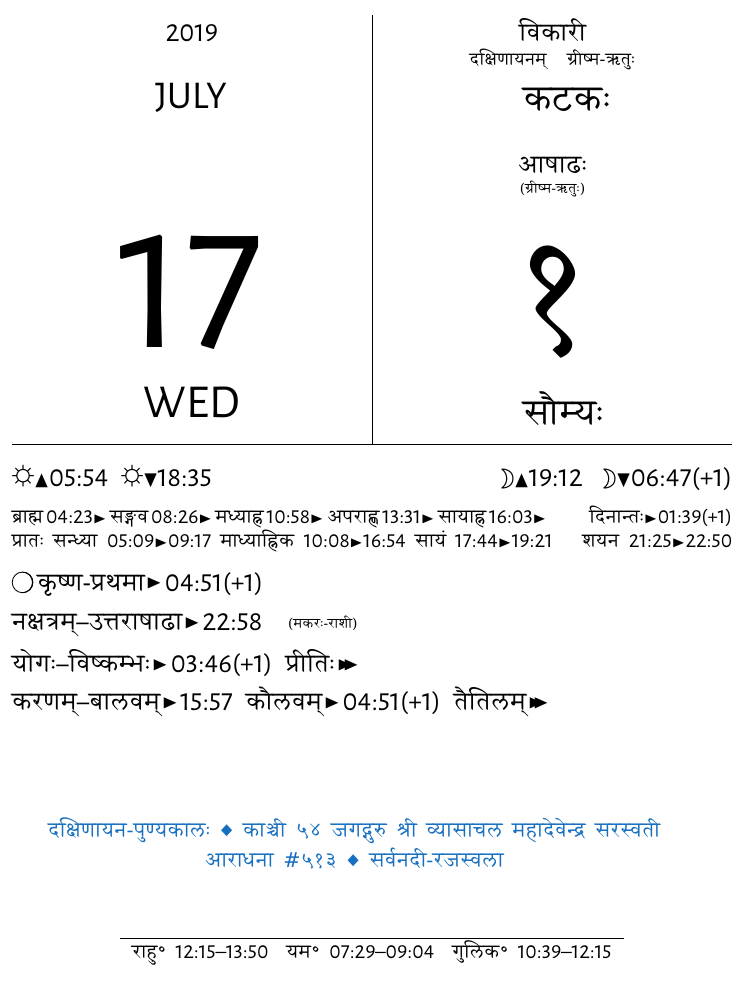 2019
JULY
17
WED
विकारी
दक्षिणायनम् ग्रीष्म-ऋतुः
कटकः
आषाढः
(ग्रीष्म-ऋतुः)
१
सौम्यः
☼▲05:54 ☼▼18:35 ☽▲19:12 ☽▼06:47(+1)
ब्राह्म 04:23► सङ्गव 08:26► मध्याह्न 10:58► अपराह्ण 13:31► सायाह्न 16:03► दिनान्तः►01:39(+1)
प्रातः सन्ध्या 05:09►09:17 माध्याह्निक 10:08►16:54 सायं 17:44►19:21 शयन 21:25►22:50
○कृष्ण-प्रथमा► 04:51(+1)
नक्षत्रम्–उत्तराषाढा► 22:58 (मकरः-राशी)
योगः–विष्कम्भः► 03:46(+1) प्रीतिः►►
करणम्–बालवम्►15:57 कौलवम्►04:51(+1) तैतिलम्►►
दक्षिणायन-पुण्यकालः ◆ काञ्ची ५४ जगद्गुरु श्री व्यासाचल महादेवेन्द्र सरस्वती
आराधना #५१३ ◆ सर्वनदी-रजस्वला
राहु॰ 12:15–13:50 यम॰ 07:29–09:04 गुलिक॰ 10:39–12:15